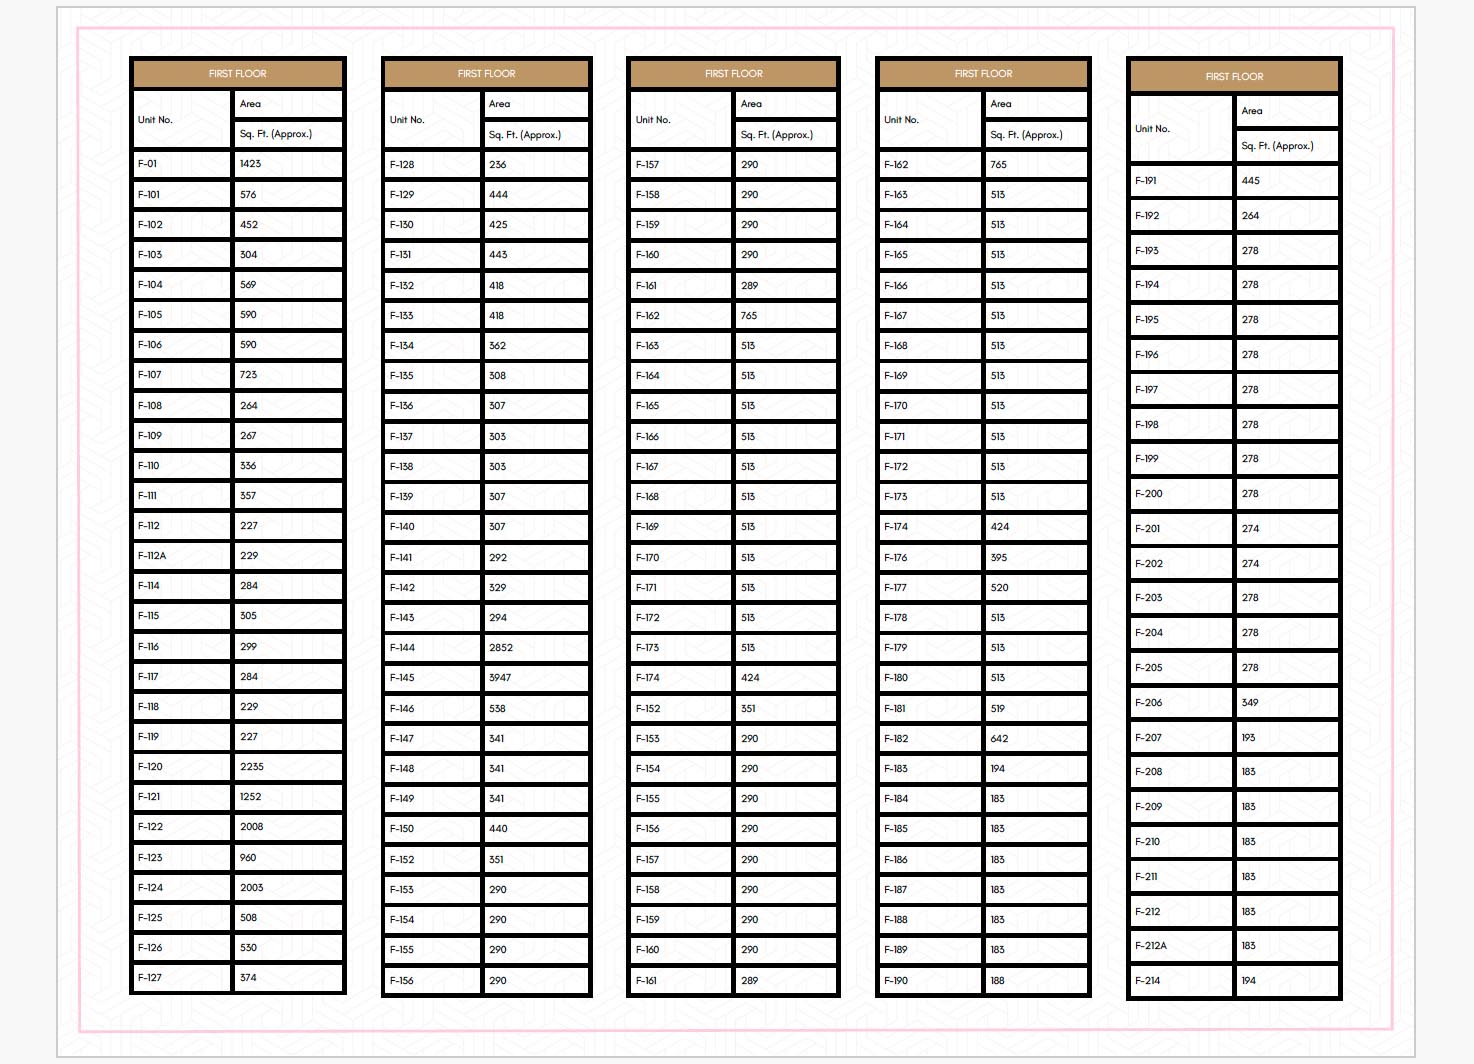 FIRST FLOOR
Unit No.
Area
Sq. Ft. (Approx.)
F-01 1423
F-101 576
F-102 452
F-103 304
F-104 569
F-105 590
F-106 590
F-107 723
F-108 264
F-109 267
F-110 336
F-111 357
F-112 227
F-112A 229
F-114 284
F-115 305
F-116 299
F-117 284
F-118 229
F-119 227
F-120 2235
F-121 1252
F-122 2008
F-123 960
F-124 2003
F-125 508
F-126 530
F-127 374
FIRST FLOOR
Unit No.
Area
Sq. Ft. (Approx.)
F-128 236
F-129 444
F-130 425
F-131 443
F-132 418
F-133 418
F-134 362
F-135 308
F-136 307
F-137 303
F-138 303
F-139 307
F-140 307
F-141 292
F-142 329
F-143 294
F-144 2852
F-145 3947
F-146 538
F-147 341
F-148 341
F-149 341
F-150 440
F-152 351
F-153 290
F-154 290
F-155 290
F-156 290
FIRST FLOOR
Unit No.
Area
Sq. Ft. (Approx.)
F-157 290
F-158 290
F-159 290
F-160 290
F-161 289
F-162 765
F-163 513
F-164 513
F-165 513
F-166 513
F-167 513
F-168 513
F-169 513
F-170 513
F-171 513
F-172 513
F-173 513
F-174 424
F-152 351
F-153 290
F-154 290
F-155 290
F-156 290
F-157 290
F-158 290
F-159 290
F-160 290
F-161 289
FIRST FLOOR
Unit No.
Area
Sq. Ft. (Approx.)
F-162 765
F-163 513
F-164 513
F-165 513
F-166 513
F-167 513
F-168 513
F-169 513
F-170 513
F-171 513
F-172 513
F-173 513
F-174 424
F-176 395
F-177 520
F-178 513
F-179 513
F-180 513
F-181 519
F-182 642
F-183 194
F-184 183
F-185 183
F-186 183
F-187 183
F-188 183
F-189 183
F-190 188
FIRST FLOOR
Unit No.
Area
Sq. Ft. (Approx.)
F-191 445
F-192 264
F-193 278
F-194 278
F-195 278
F-196 278
F-197 278
F-198 278
F-199 278
F-200 278
F-201 274
F-202 274
F-203 278
F-204 278
F-205 278
F-206 349
F-207 193
F-208 183
F-209 183
F-210 183
F-211 183
F-212 183
F-212A 183
F-214 194